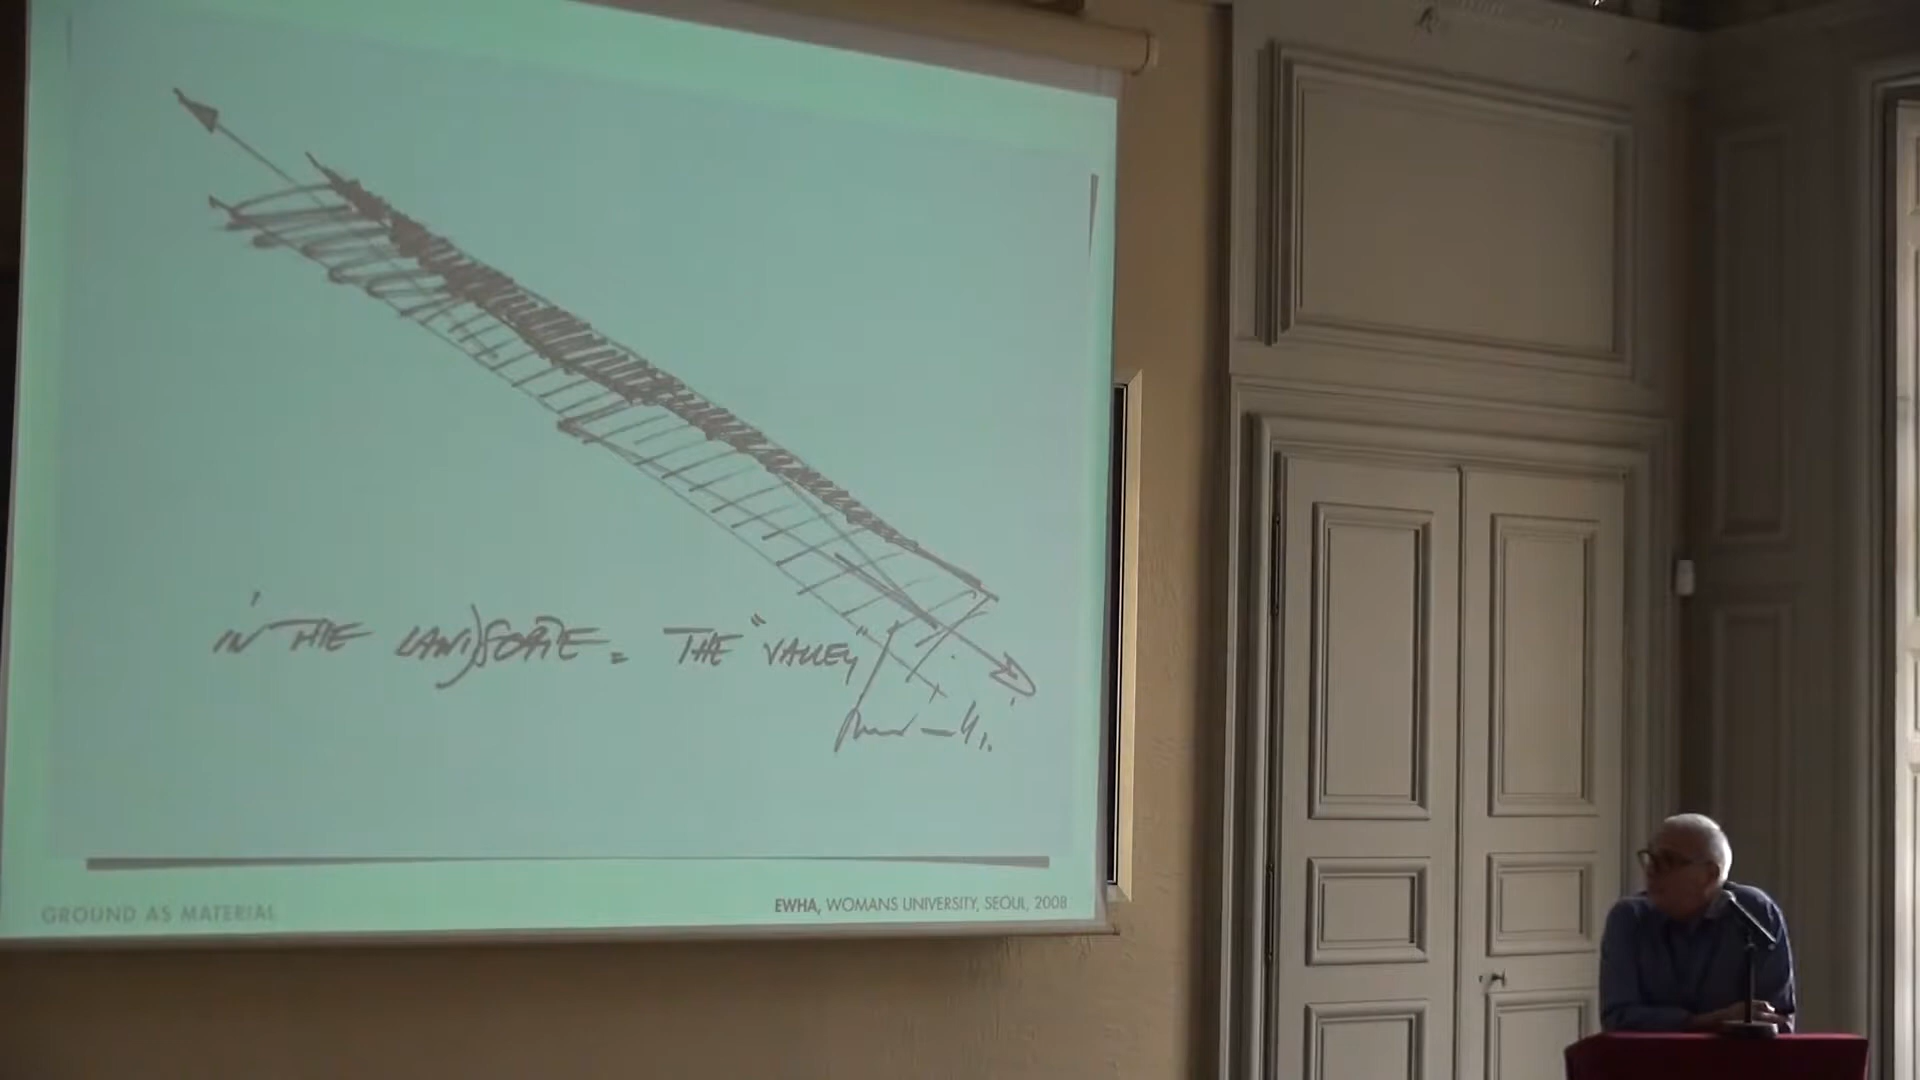 IN THE LANDSCAPE = THE "VALLEY"
GROUND AS MATERIAL
EWHA, WOMANS UNIVERSITY, SEOUL, 2008